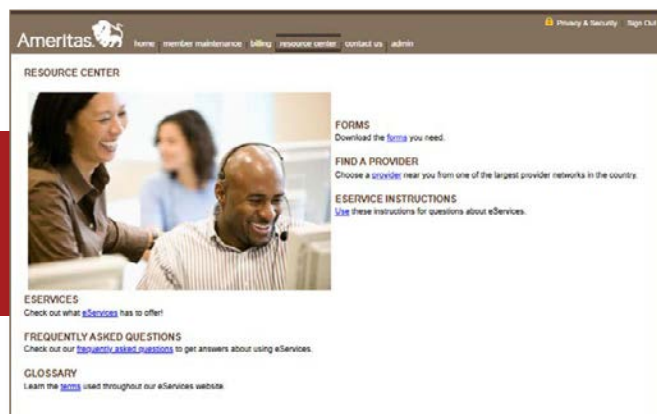 Privacy & Security Sign Out
Ameritas.
home member maintenance billing resource center contact us admin
RESOURCE CENTER
FORMS
Download the forms you need.
FIND A PROVIDER
Choose a provider near you from one of the largest provider networks in the country.
ESERVICE INSTRUCTIONS
Use these instructions for questions about eServices.
ESERVICES
Check out what eServices has to offer!
FREQUENTLY ASKED QUESTIONS
Check out our frequently asked questions to get answers about using eServices.
GLOSSARY
Learn the terms used throughout our eServices website.